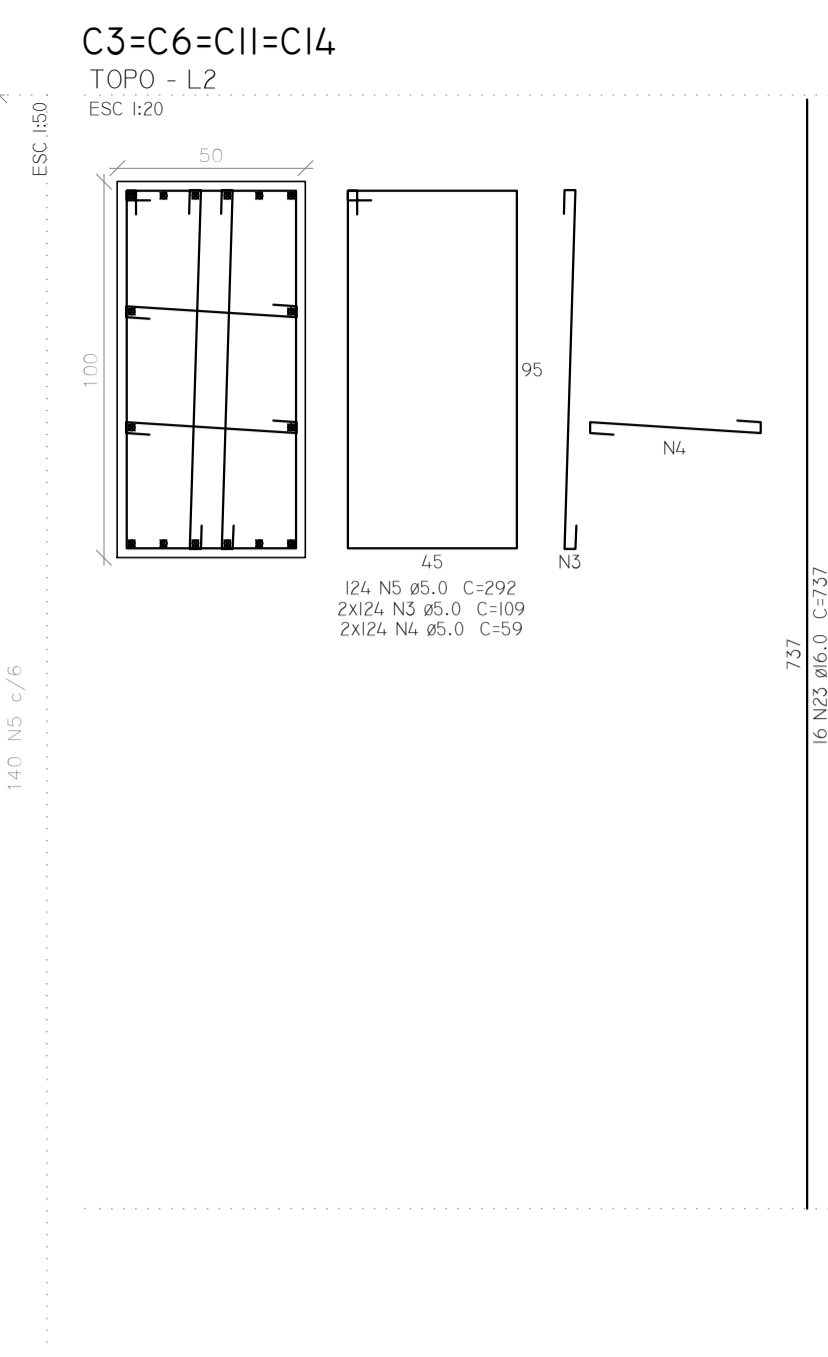 C3=C6=C11=C14
TOPO - L2
ESC 1:20
ESC 1:50
50
100
95
45
N3
N4
124 N5 ø5.0 C=292
2x124 N3 ø5.0 C=109
2x124 N4 ø5.0 C=59
140 N5 c/6
737
16 N23 ø16.0 C=737